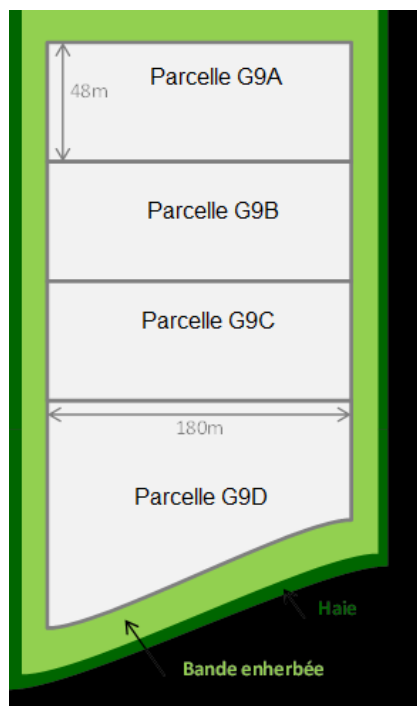 Parcelle G9A
48m
Parcelle G9B
Parcelle G9C
180m
Parcelle G9D
Haie
Bande enherbée